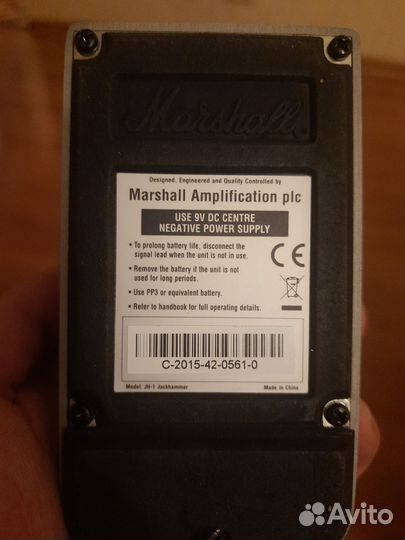 Marshall
Designed, Engineered and Quality Controlled by
Marshall Amplification plc
USE 9V DC CENTRE
NEGATIVE POWER SUPPLY
• To prolong battery life, disconnect the
signal lead when the unit is not in use.
• Remove the battery if the unit is not
used for long periods.
• Use PP3 or equivalent battery.
• Refer to handbook for full operating details.
CE
C-2015-42-0561-0
Model: JH-1 Jackhammer
Made in China
Avito